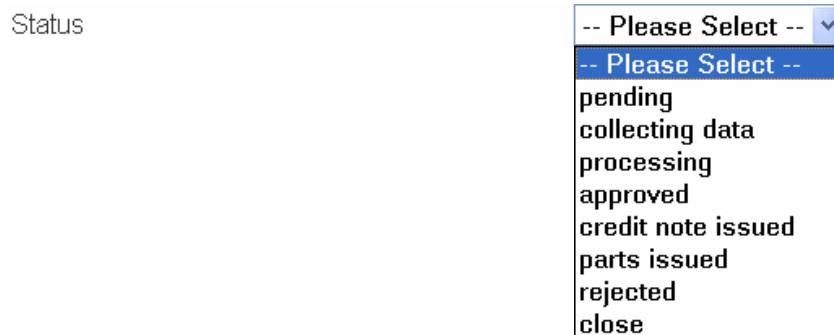 Status
-- Please Select --
-- Please Select --
pending
collecting data
processing
approved
credit note issued
parts issued
rejected
close